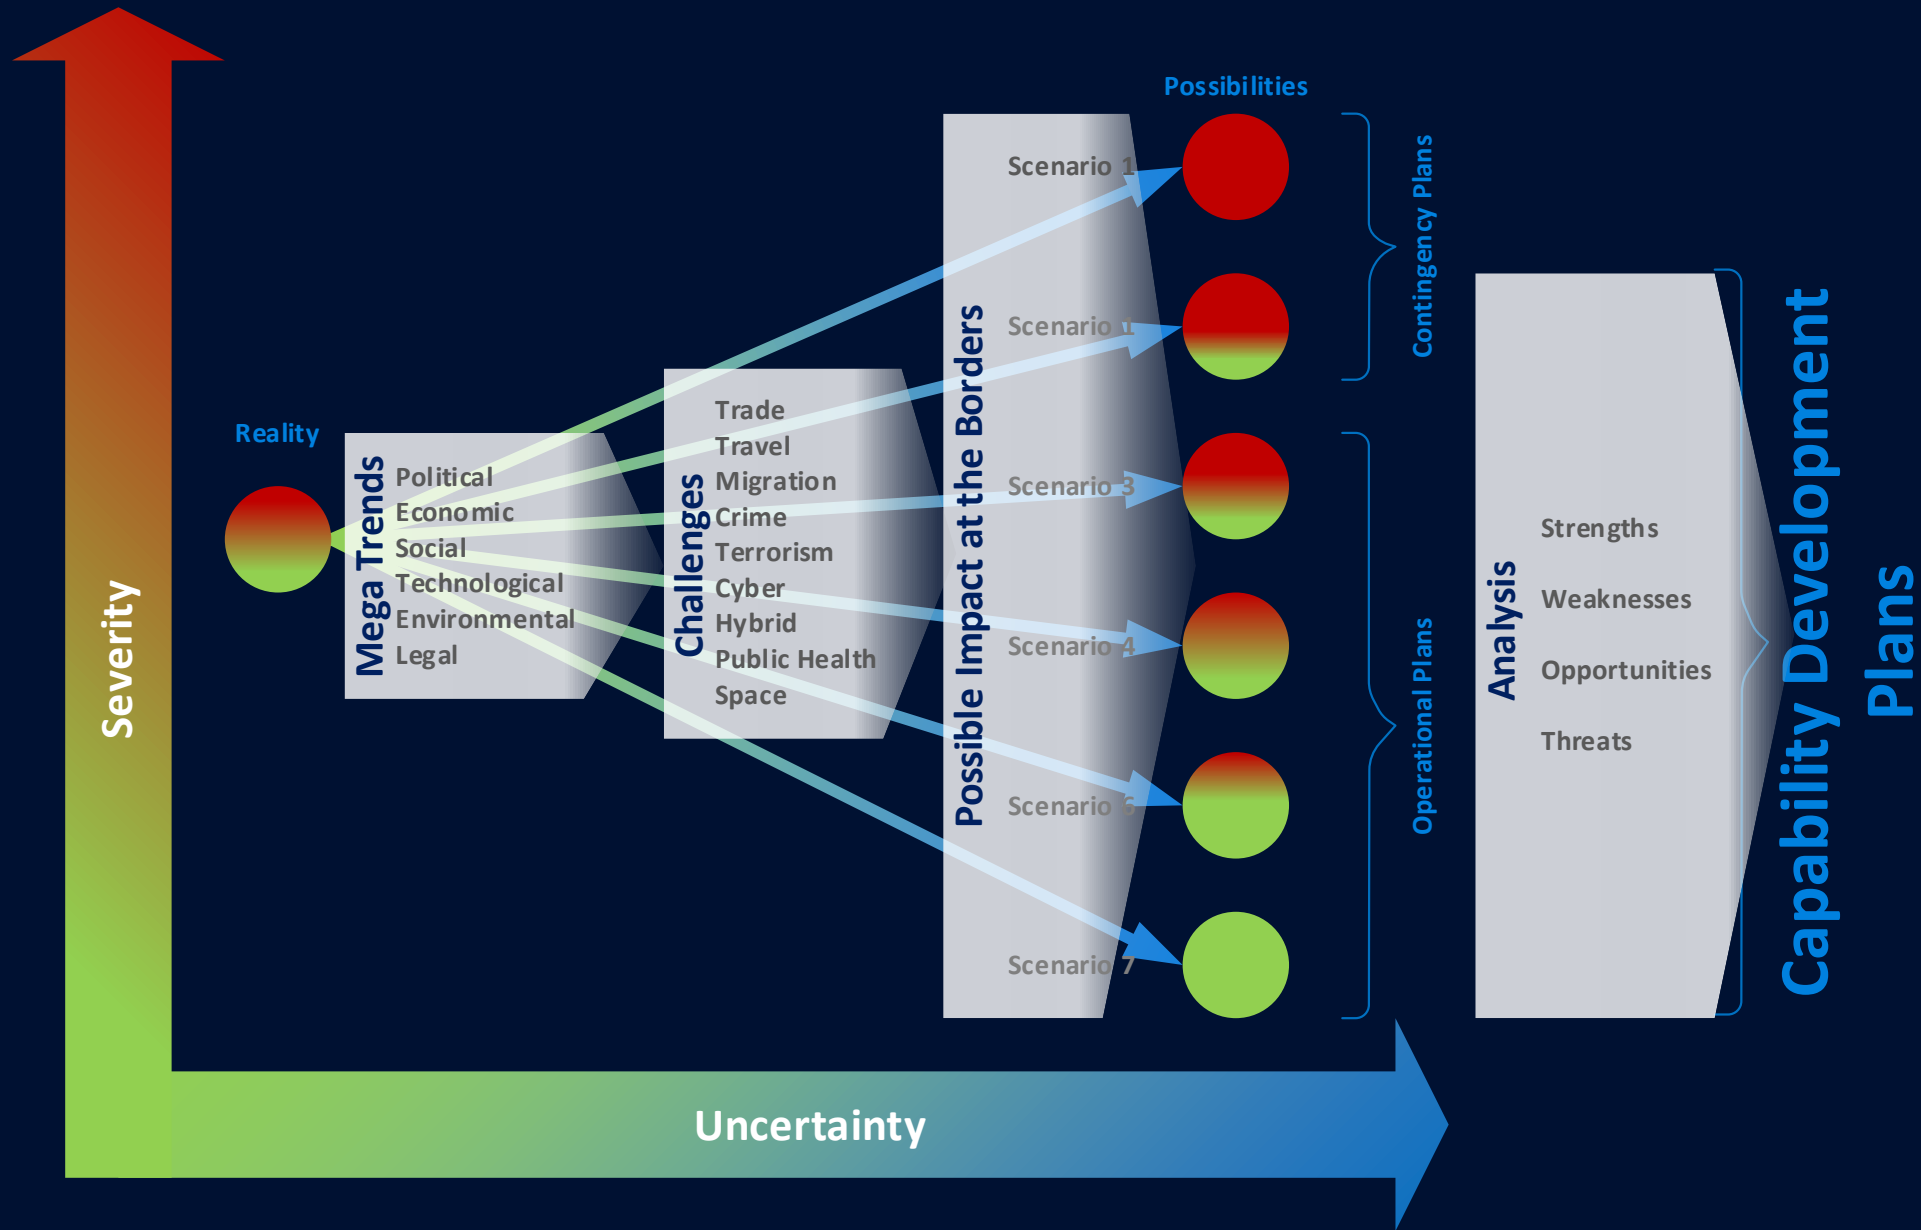 Severity
Reality
Mega Trends
Political
Economic
Social
Technological
Environmental
Legal
Challenges
Trade
Travel
Migration
Crime
Terrorism
Cyber
Hybrid
Public Health
Space
Possible Impact at the Borders
Possibilities
Scenario 1
Scenario 1
Scenario 3
Scenario 4
Scenario 6
Scenario 7
Contingency Plans
Operational Plans
Analysis
Strengths
Weaknesses
Opportunities
Threats
Capability Development
Plans
Uncertainty